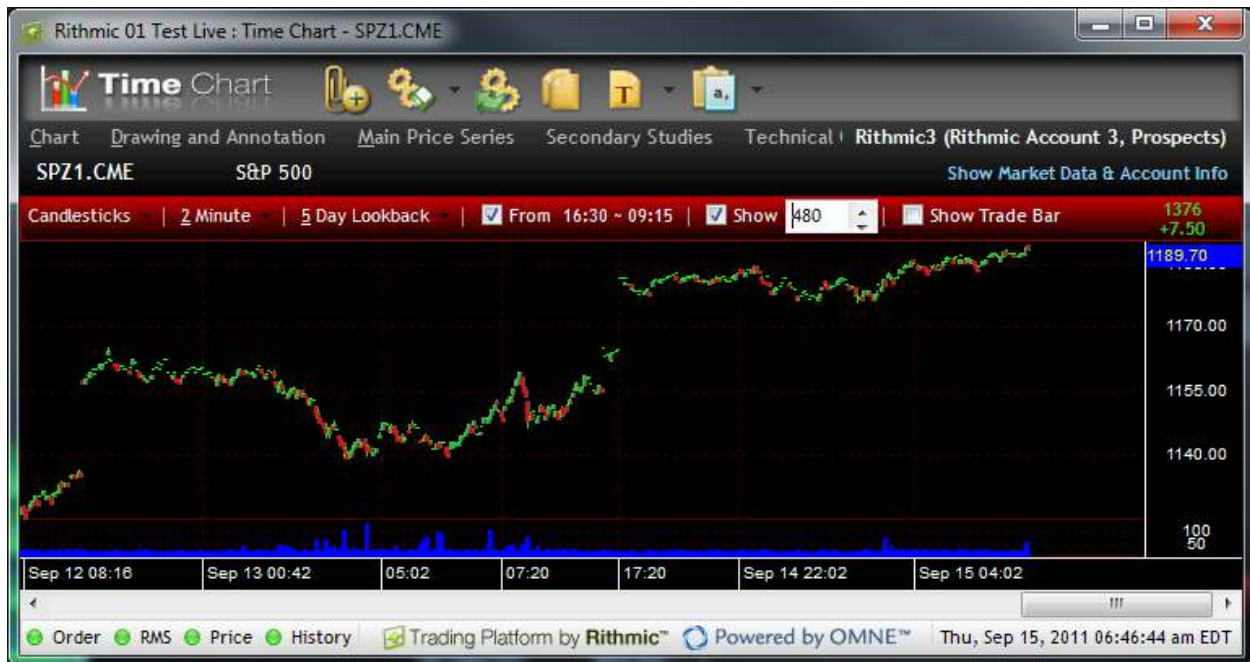 Rithmic 01 Test Live : Time Chart - SPZ1.CME
Time Chart
T
a,
Chart Drawing and Annotation Main Price Series Secondary Studies Technical Rithmic3 (Rithmic Account 3, Prospects)
SPZ1.CME S&P 500 Show Market Data & Account Info
Candlesticks | 2 Minute | 5 Day Lookback | From 16:30 ~ 09:15 | Show 480 | Show Trade Bar 1376
+7.50
1189.70
1170.00
1155.00
1140.00
100
50
Sep 12 08:16 Sep 13 00:42 05:02 07:20 17:20 Sep 14 22:02 Sep 15 04:02
Order RMS Price History Trading Platform by Rithmic™ Powered by OMNE™ Thu, Sep 15, 2011 06:46:44 am EDT